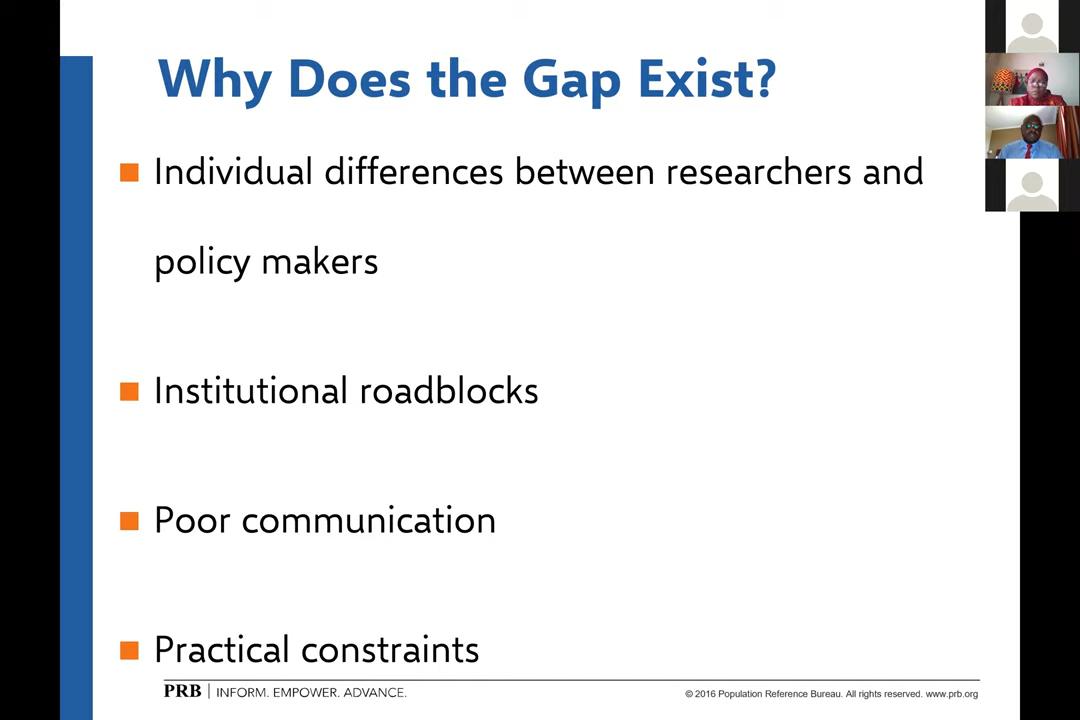 Why Does the Gap Exist?
Individual differences between researchers and
policy makers
Institutional roadblocks
Poor communication
Practical constraints
PRB | INFORM. EMPOWER. ADVANCE.
© 2016 Population Reference Bureau. All rights reserved. www.prb.org